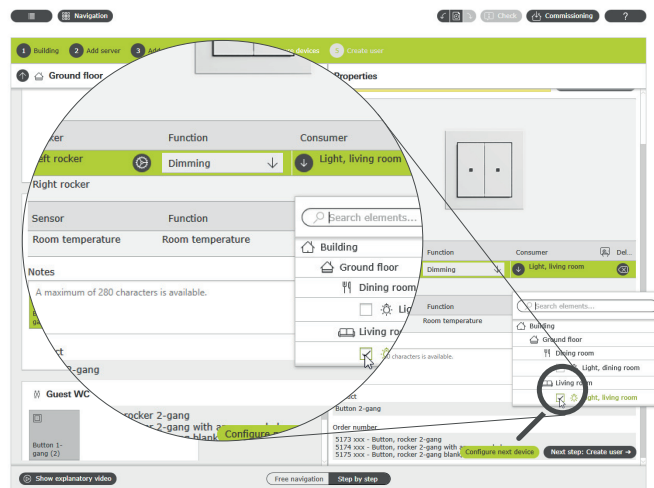 Navigation
Check
Commissioning
?
1 Building 2 Add server 3 Add devices 5 Create user
Ground floor
Properties
Function
Consumer
eft rocker
Dimming
Light, living room
Right rocker
Sensor
Function
Room temperature
Room temperature
Notes
A maximum of 280 characters is available.
Search elements...
Building
Ground floor
Dining room
Living
Function
Consumer
Del...
Dimming
Light, living room
Function
Room temperature
characters is available.
Search elements...
Building
Ground floor
Dining room
Light, dining room
Living room
Light, living room
2-gang
Guest WC
Button 1-
gang (2)
rocker 2-gang
2-gang with
blank
Configure
Button 2-gang
Order number
5173 xxx - Button, rocker 2-gang
5174 xxx - Button, rocker 2-gang with
5175 xxx - Button, rocker 2-gang blank
Configure next device
Next step: Create user
Show explanatory video
Free navigation
Step by step